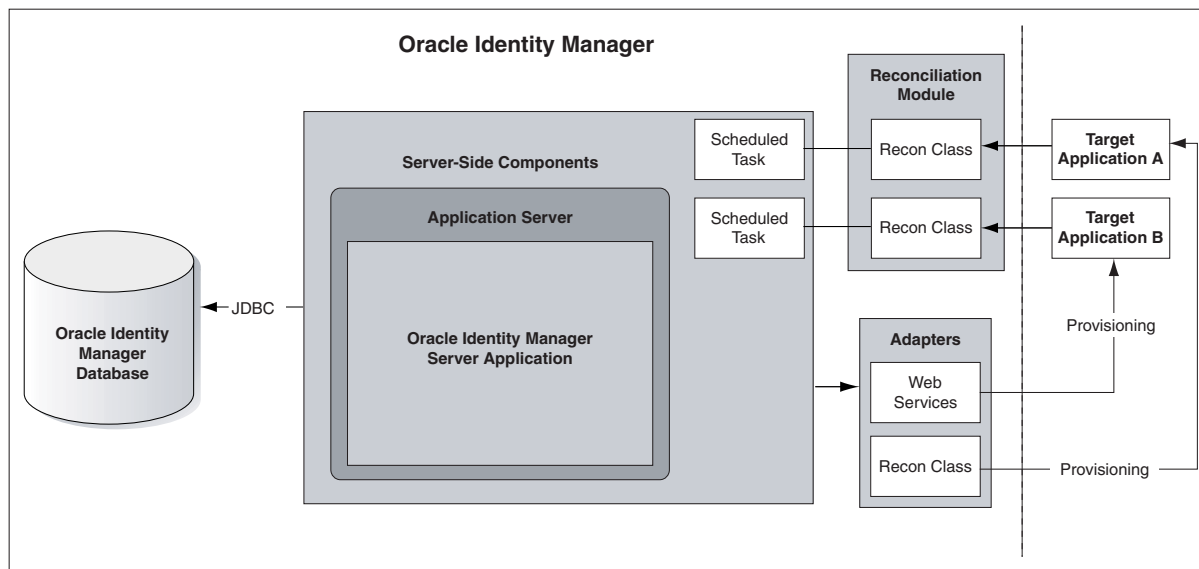 Oracle Identity Manager
Reconciliation
Module
Scheduled
Task
Recon Class
Target
Application A
Server-Side Components
Application Server
Scheduled
Task
Recon Class
Target
Application B
JDBC
Oracle Identity
Manager
Database
Oracle Identity Manager
Server Application
Provisioning
Adapters
Web
Services
Recon Class
Provisioning